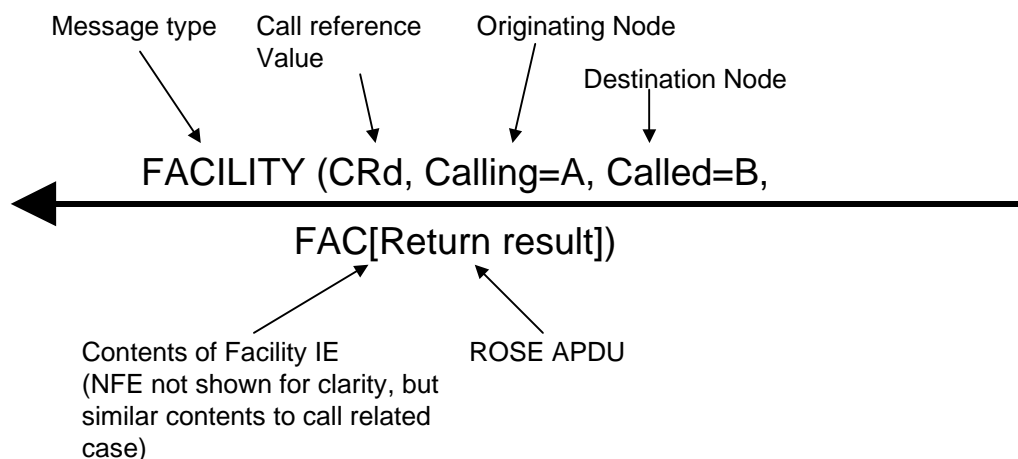 Message type
Call reference
Value
Originating Node
Destination Node
FACILITY (CRd, Calling=A, Called=B,
FAC[Return result])
Contents of Facility IE
(NFE not shown for clarity, but
similar contents to call related
case)
ROSE APDU